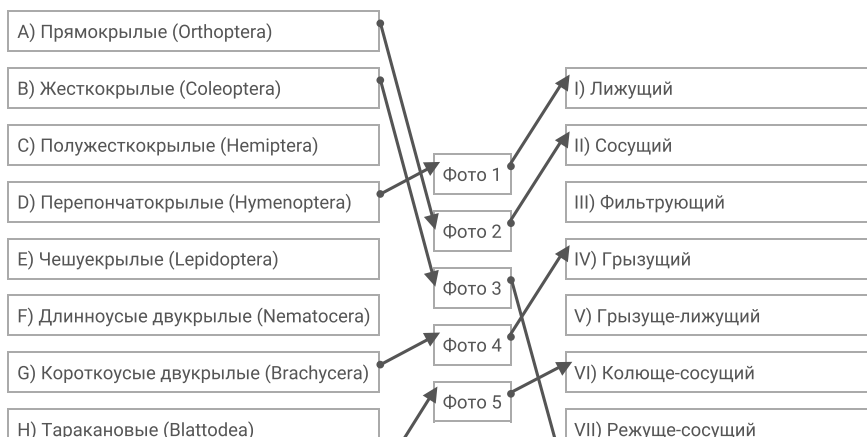 A) Прямокрылые (Orthoptera)
B) Жесткокрылые (Coleoptera)
C) Полужесткокрылые (Hemiptera)
D) Перепончатокрылые (Hymenoptera)
E) Чешуекрылые (Lepidoptera)
F) Длинноусые двукрылые (Nematocera)
G) Короткоусые двукрылые (Brachycera)
H) Таракановые (Blattodea)
Фото 1
Фото 2
Фото 3
Фото 4
Фото 5
I) Лижущий
II) Сосущий
III) Фильтрующий
IV) Грызущий
V) Грызуще-лижущий
VI) Колюще-сосущий
VII) Режуще-сосущий